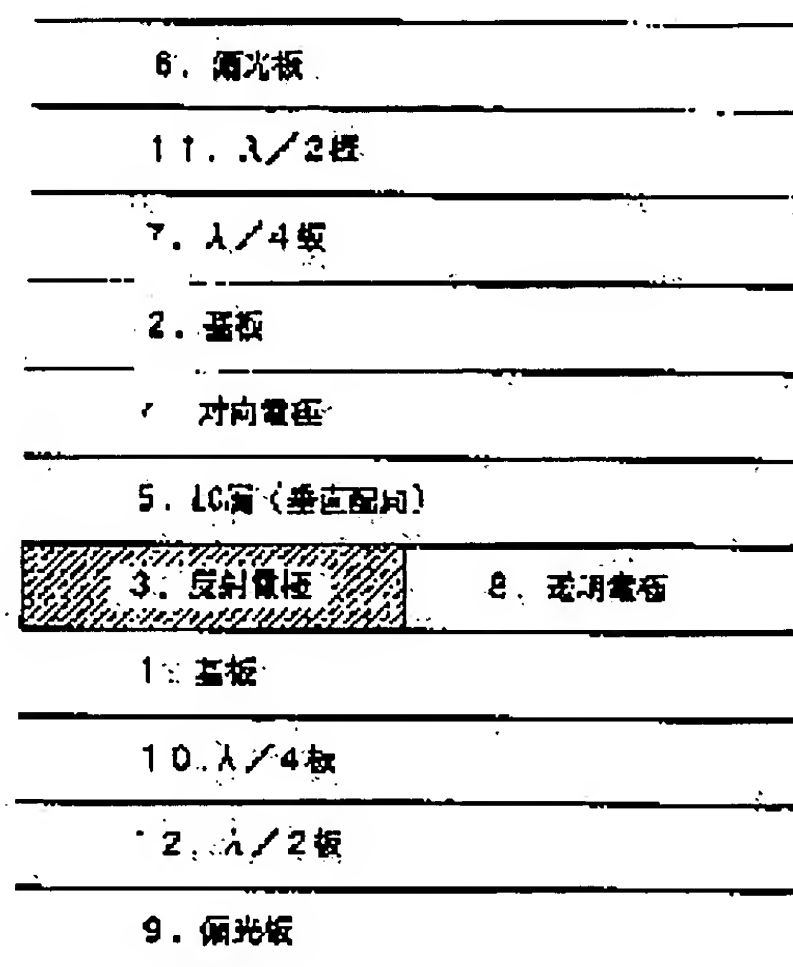 6. 偏光板
11. λ/2板
7. λ/4板
2. 基板
対向電極
5. LC層(垂直配向)
3. 反射電極 8. 透明電極
1. 基板
10. λ/4板
12. λ/2板
9. 偏光板